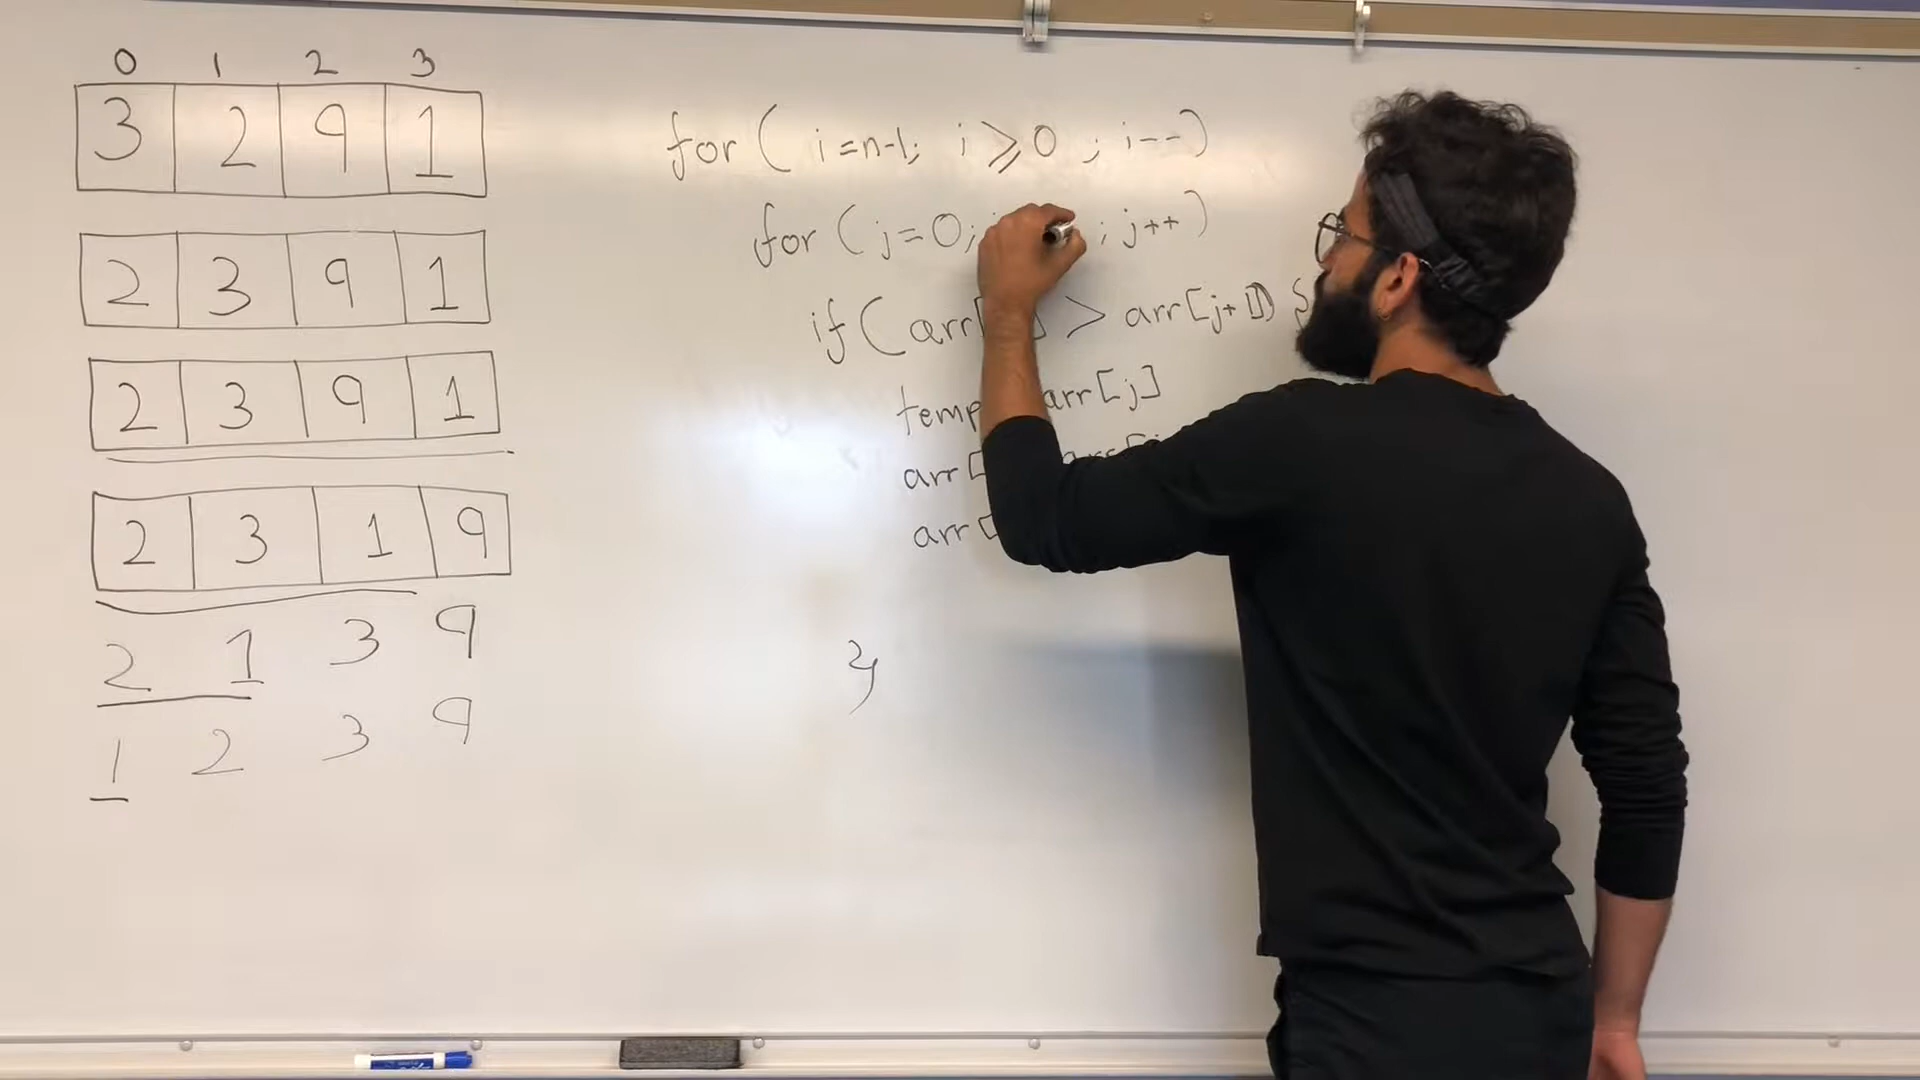 0 1 2 3
3 2 9 1
2 3 9 1
2 3 9 1
2 3 1 9
2 1 3 9
1 2 3 9
for ( i=n-1; i ≥ 0 ; i-- )
for ( j=0; ; j++ )
if ( arr[ ] > arr[j+1]) {
temp arr[j]
arr[ arr[
arr[
}